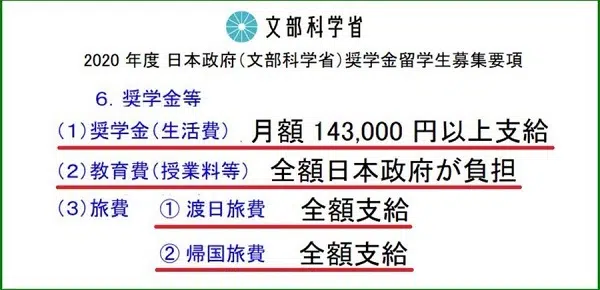 文部科学省
2020 年度 日本政府(文部科学省)奨学金留学生募集要項
6. 奨学金等
(1)奨学金(生活費) 月額 143,000 円以上支給
(2)教育費(授業料等) 全額日本政府が負担
(3)旅費 ① 渡日旅費 全額支給
② 帰国旅費 全額支給